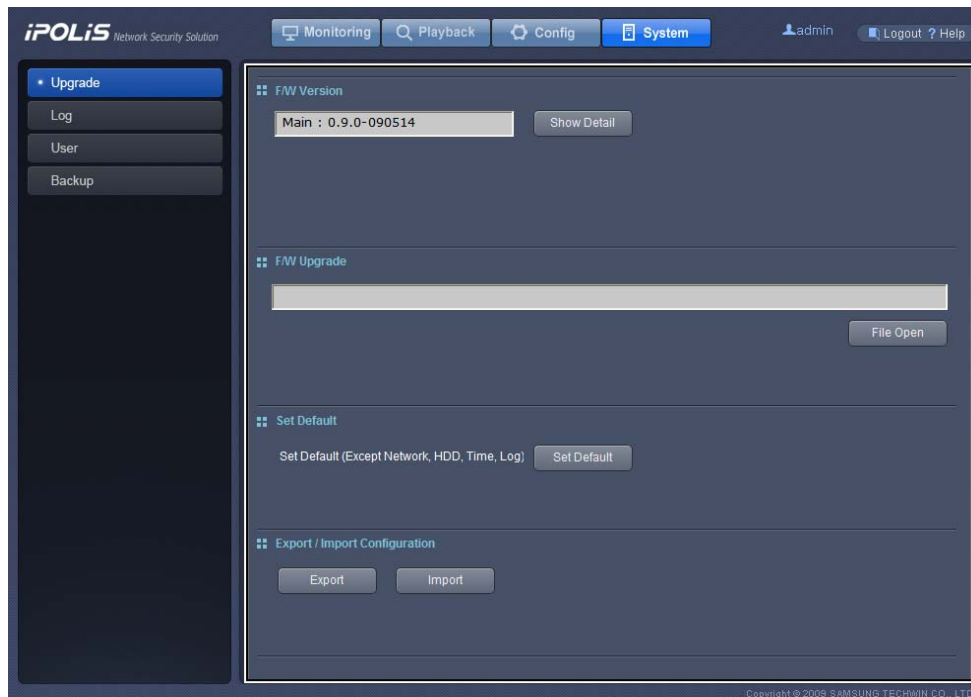 iPOLiS Network Security Solution
Monitoring
Playback
Config
System
admin
Logout ? Help
Upgrade
Log
User
Backup
F/W Version
Main : 0.9.0-090514
Show Detail
F/W Upgrade
File Open
Set Default
Set Default (Except Network, HDD, Time, Log)
Set Default
Export / Import Configuration
Export
Import
Copyright © 2009 SAMSUNG TECHWIN CO., LTD